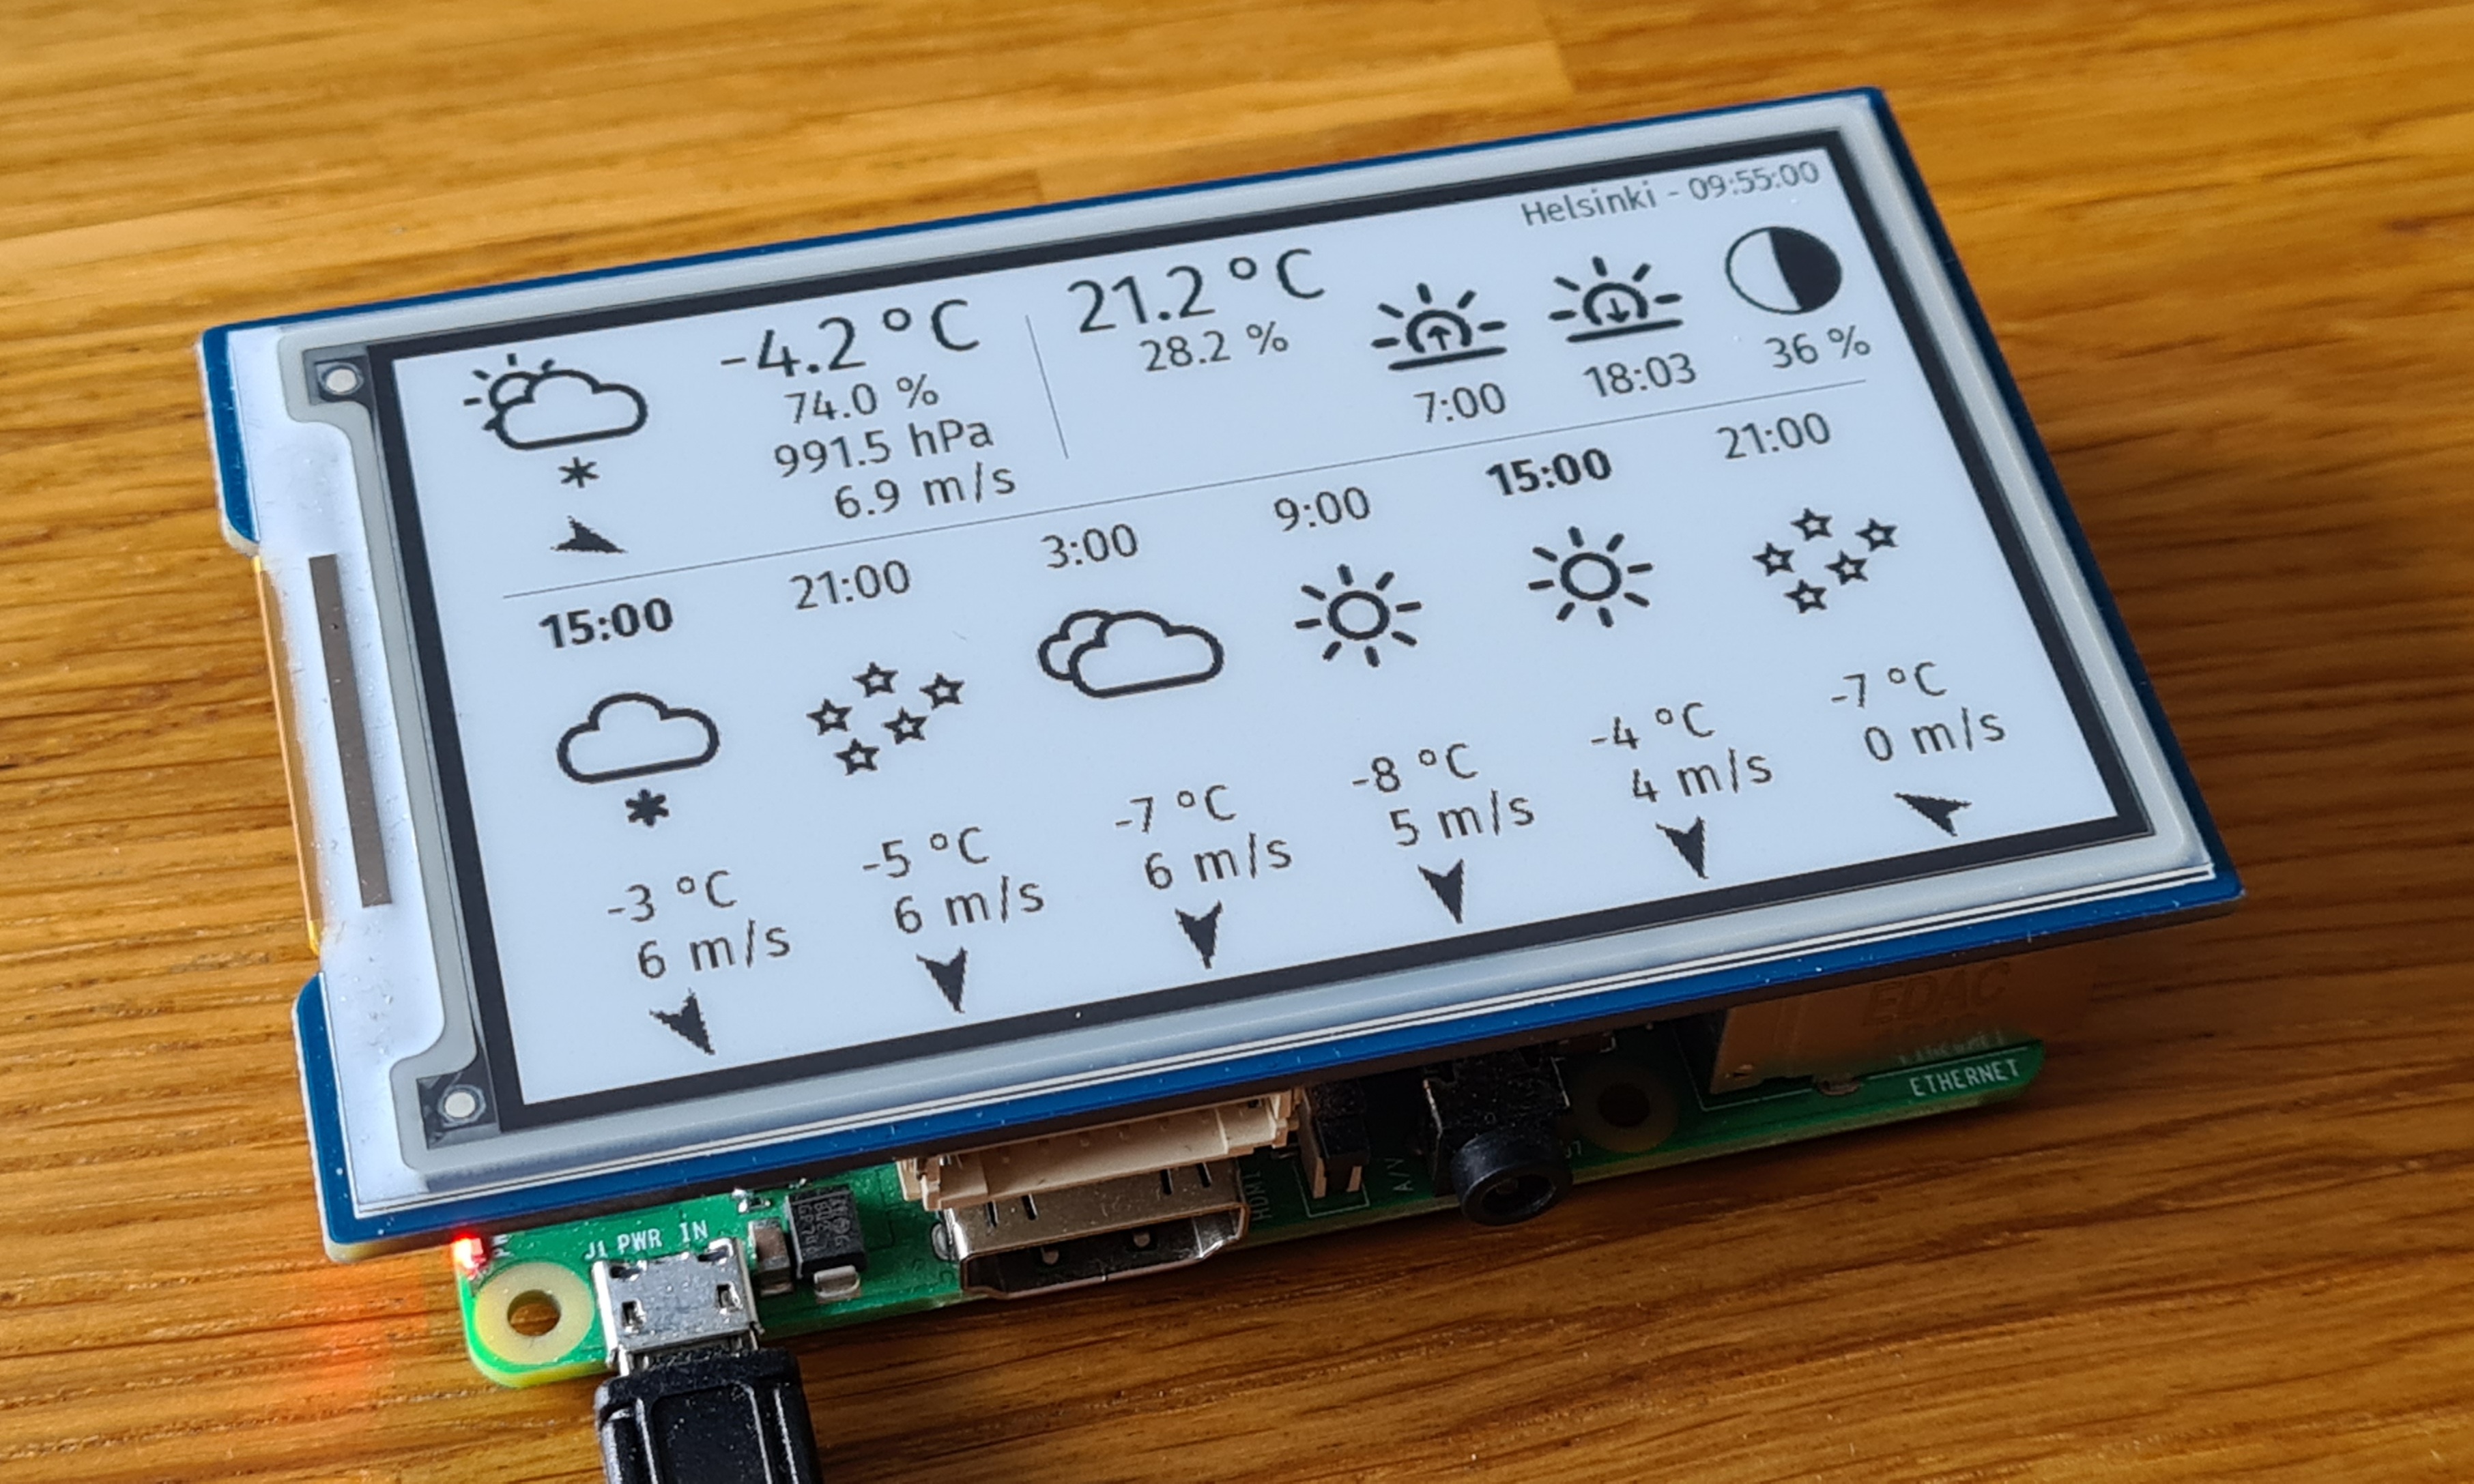 Helsinki - 09:55:00
-4.2 °C
74.0 %
991.5 hPa
6.9 m/s
21.2 °C
28.2 %
7:00
18:03
36 %
15:00
21:00
3:00
9:00
15:00
21:00
-3 °C
6 m/s
-5 °C
6 m/s
-7 °C
6 m/s
-8 °C
5 m/s
-4 °C
4 m/s
-7 °C
0 m/s
EDAC
ETHERNET
J1 PWR IN
HDMI
A/V